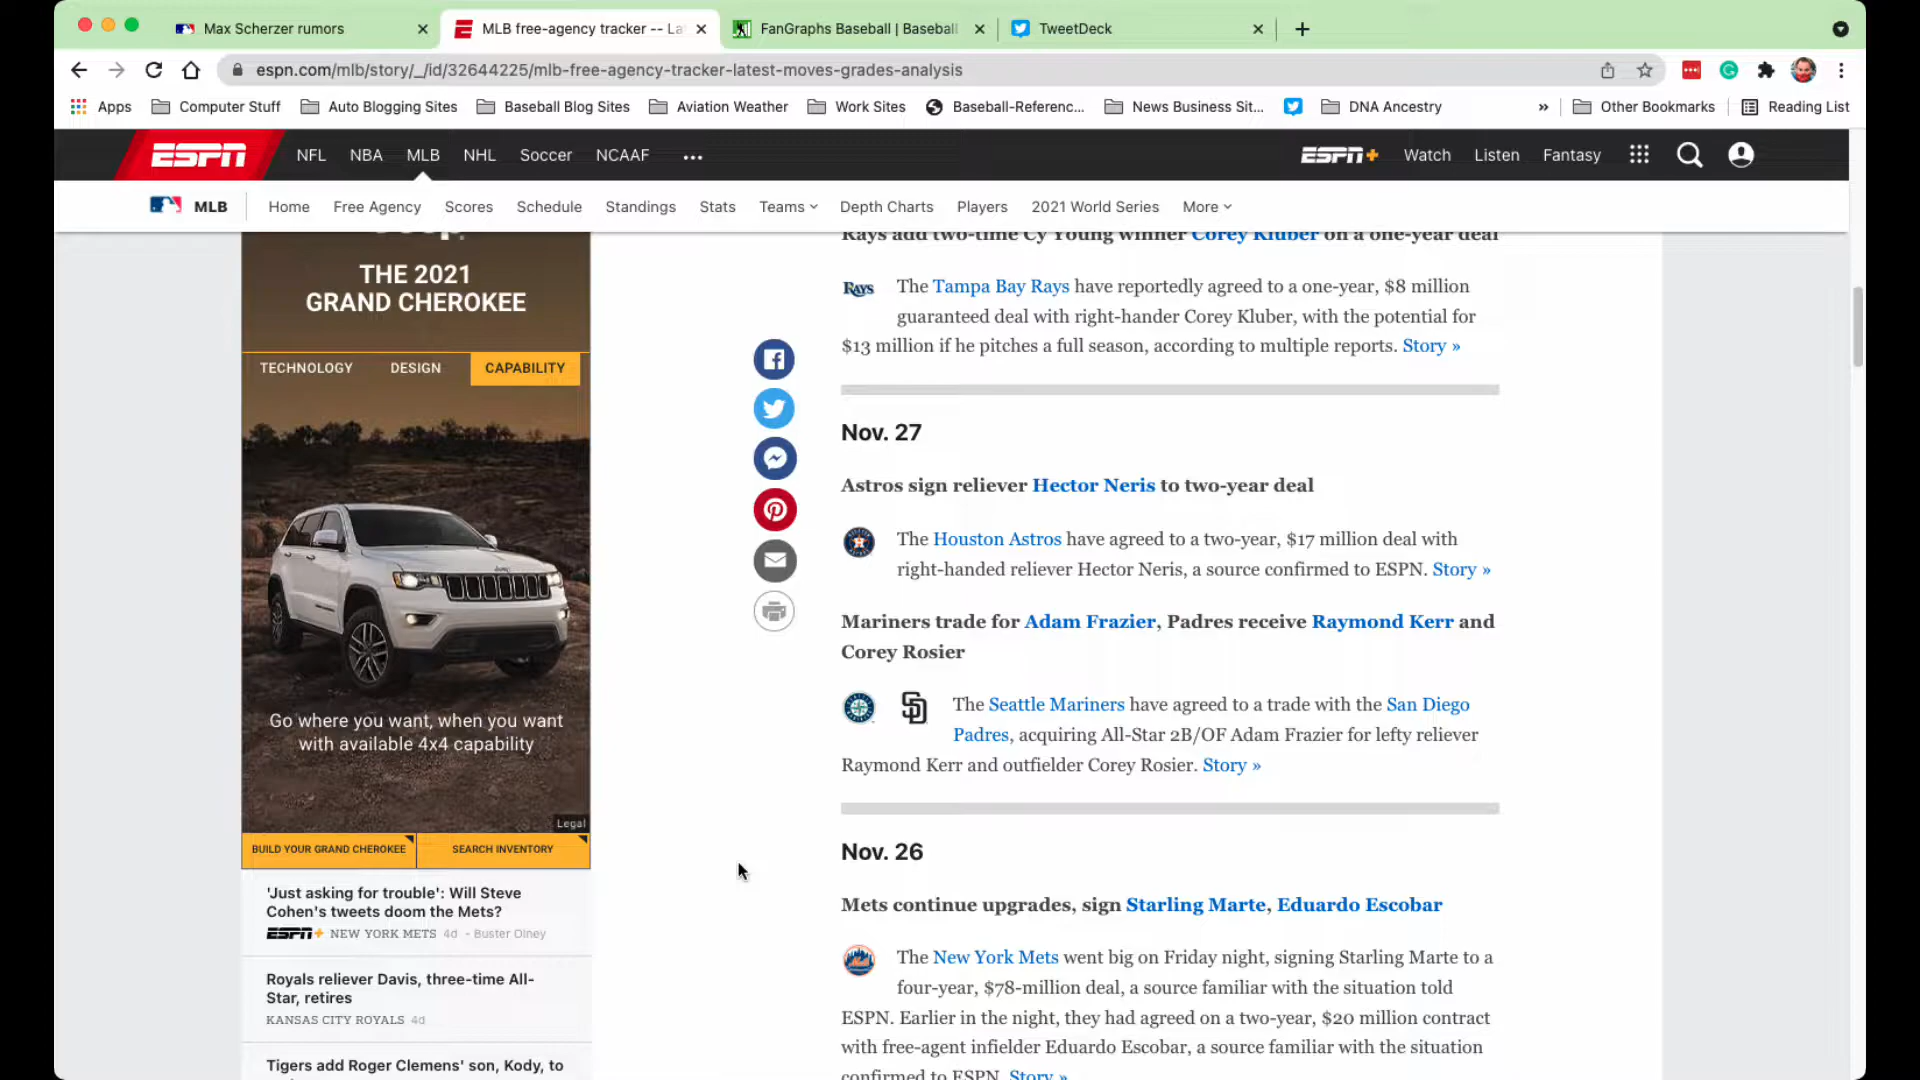 Max Scherzer rumors
MLB free-agency tracker -- La
FanGraphs Baseball | Baseball
TweetDeck
espn.com/mlb/story/_/id/32644225/mlb-free-agency-tracker-latest-moves-grades-analysis
Apps
Computer Stuff
Auto Blogging Sites
Baseball Blog Sites
Aviation Weather
Work Sites
Baseball-Referenc...
News Business Sit...
DNA Ancestry
»
Other Bookmarks
Reading List
ESPN
NFL
NBA
MLB
NHL
Soccer
NCAAF
ESPN+
Watch
Listen
Fantasy
MLB
Home
Free Agency
Scores
Schedule
Standings
Stats
Teams
Depth Charts
Players
2021 World Series
More
THE 2021
GRAND CHEROKEE
TECHNOLOGY
DESIGN
CAPABILITY
Go where you want, when you want
with available 4x4 capability
Legal
BUILD YOUR GRAND CHEROKEE
SEARCH INVENTORY
'Just asking for trouble': Will Steve
Cohen's tweets doom the Mets?
ESPN+ NEW YORK METS 4d - Buster Olney
Royals reliever Davis, three-time All-
Star, retires
KANSAS CITY ROYALS 4d
Tigers add Roger Clemens' son, Kody, to
Rays add two-time Cy Young winner Corey Kluber on a one-year deal
RAYS
The Tampa Bay Rays have reportedly agreed to a one-year, $8 million
guaranteed deal with right-hander Corey Kluber, with the potential for
$13 million if he pitches a full season, according to multiple reports. Story »
Nov. 27
Astros sign reliever Hector Neris to two-year deal
The Houston Astros have agreed to a two-year, $17 million deal with
right-handed reliever Hector Neris, a source confirmed to ESPN. Story »
Mariners trade for Adam Frazier, Padres receive Raymond Kerr and
Corey Rosier
SD
The Seattle Mariners have agreed to a trade with the San Diego
Padres, acquiring All-Star 2B/OF Adam Frazier for lefty reliever
Raymond Kerr and outfielder Corey Rosier. Story »
Nov. 26
Mets continue upgrades, sign Starling Marte, Eduardo Escobar
The New York Mets went big on Friday night, signing Starling Marte to a
four-year, $78-million deal, a source familiar with the situation told
ESPN. Earlier in the night, they had agreed on a two-year, $20 million contract
with free-agent infielder Eduardo Escobar, a source familiar with the situation
confirmed to ESPN. Story »